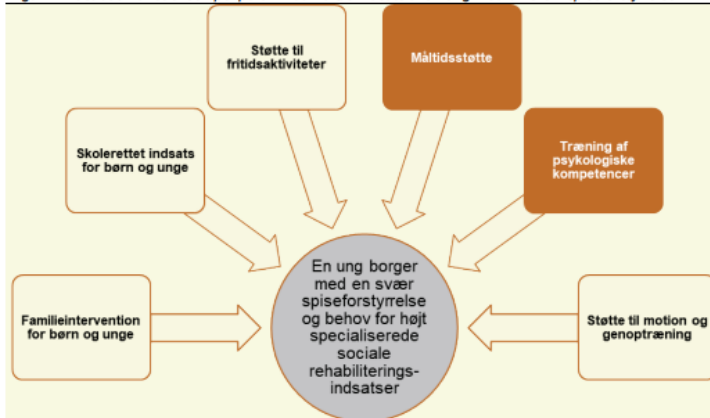 Støtte til
fritidsaktiviteter
Måltidsstøtte
Skolerettet indsats
for børn og unge
Træning af
psykologiske
kompetencer
En ung borger
med en svær
spiseforstyrrelse
og behov for højt
specialiserede
sociale
rehabiliterings-
indsatser
Familieintervention
for børn og unge
Støtte til motion og
genoptræning